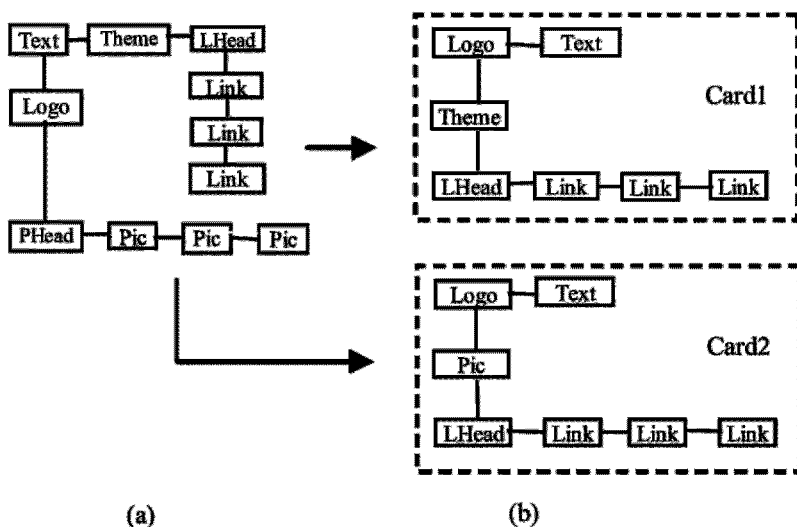 Text Theme LHead
Logo
Link
Link
Link
PHead Pic Pic Pic
Logo Text
Card1
Theme
LHead Link Link Link
Logo Text
Card2
Pic
LHead Link Link Link
(a) (b)